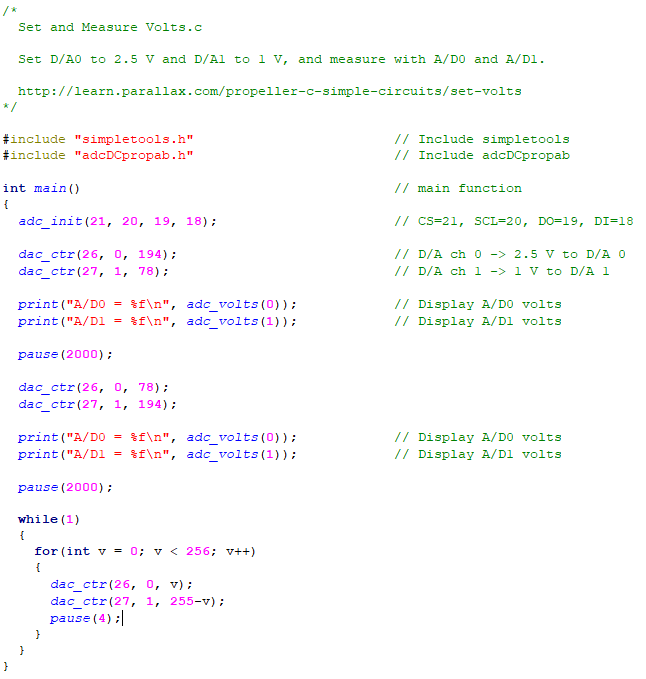 /*
  Set and Measure Volts.c

  Set D/A0 to 2.5 V and D/A1 to 1 V, and measure with A/D0 and A/D1.

  http://learn.parallax.com/propeller-c-simple-circuits/set-volts
*/

#include "simpletools.h"                         // Include simpletools
#include "adcDCpropab.h"                         // Include adcDCpropab

int main()                                       // main function
{
  adc_init(21, 20, 19, 18);                      // CS=21, SCL=20, DO=19, DI=18

  dac_ctr(26, 0, 194);                           // D/A ch 0 -> 2.5 V to D/A 0
  dac_ctr(27, 1, 78);                            // D/A ch 1 -> 1 V to D/A 1

  print("A/D0 = %f\n", adc_volts(0));            // Display A/D0 volts
  print("A/D1 = %f\n", adc_volts(1));            // Display A/D1 volts

  pause(2000);

  dac_ctr(26, 0, 78);
  dac_ctr(27, 1, 194);

  print("A/D0 = %f\n", adc_volts(0));            // Display A/D0 volts
  print("A/D1 = %f\n", adc_volts(1));            // Display A/D1 volts

  pause(2000);

  while(1)
  {
    for(int v = 0; v < 256; v++)
    {
      dac_ctr(26, 0, v);
      dac_ctr(27, 1, 255-v);
      pause(4);
    }
  }
}